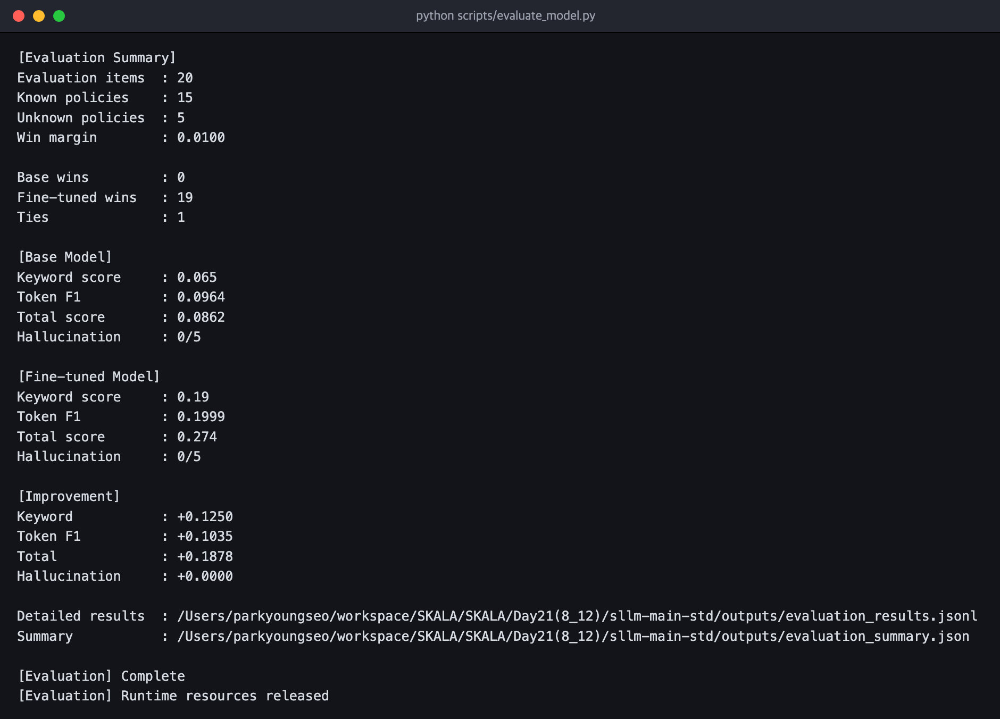 python scripts/evaluate_model.py
[Evaluation Summary]
Evaluation items  : 20
Known policies    : 15
Unknown policies  : 5
Win margin        : 0.0100
Base wins         : 0
Fine-tuned wins   : 19
Ties              : 1
[Base Model]
Keyword score     : 0.065
Token F1          : 0.0964
Total score       : 0.0862
Hallucination     : 0/5
[Fine-tuned Model]
Keyword score     : 0.19
Token F1          : 0.1999
Total score       : 0.274
Hallucination     : 0/5
[Improvement]
Keyword           : +0.1250
Token F1          : +0.1035
Total             : +0.1878
Hallucination     : +0.0000
Detailed results  : /Users/parkyoungseo/workspace/SKALA/SKALA/Day21(8_12)/sllm-main-std/outputs/evaluation_results.jsonl
Summary           : /Users/parkyoungseo/workspace/SKALA/SKALA/Day21(8_12)/sllm-main-std/outputs/evaluation_summary.json
[Evaluation] Complete
[Evaluation] Runtime resources released